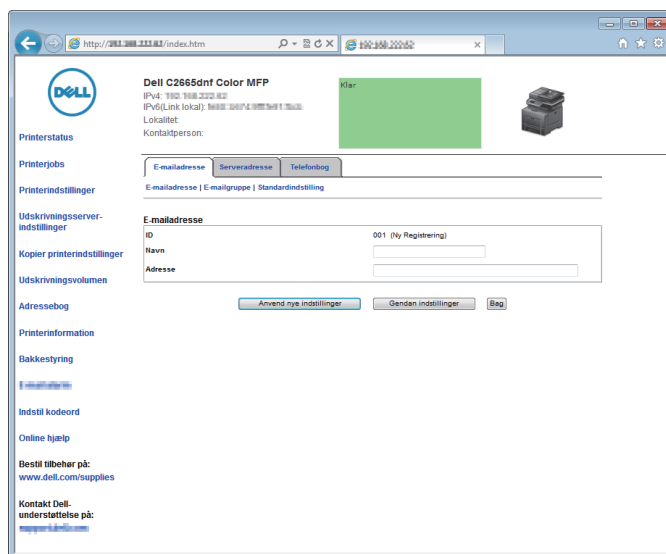 http:// /index.htm
DELL
Dell C2665dnf Color MFP
IPv4:
IPv6(Link lokal):
Lokalitet:
Kontaktperson:
Klar
Printerstatus
Printerjobs
Printerindstillinger
Udskrivningsserver-
indstillinger
Kopier printerindstillinger
Udskrivningsvolumen
Adressebog
Printerinformation
Bakkestyring
Indstil kodeord
Online hjælp
Bestil tilbehør på:
www.dell.com/supplies
Kontakt Dell-
understøttelse på:
E-mailadresse Serveradresse Telefonbog
E-mailadresse | E-mailgruppe | Standardindstilling
E-mailadresse
ID 001 (Ny Registrering)
Navn
Adresse
Anvend nye indstillinger Gendan indstillinger Bag